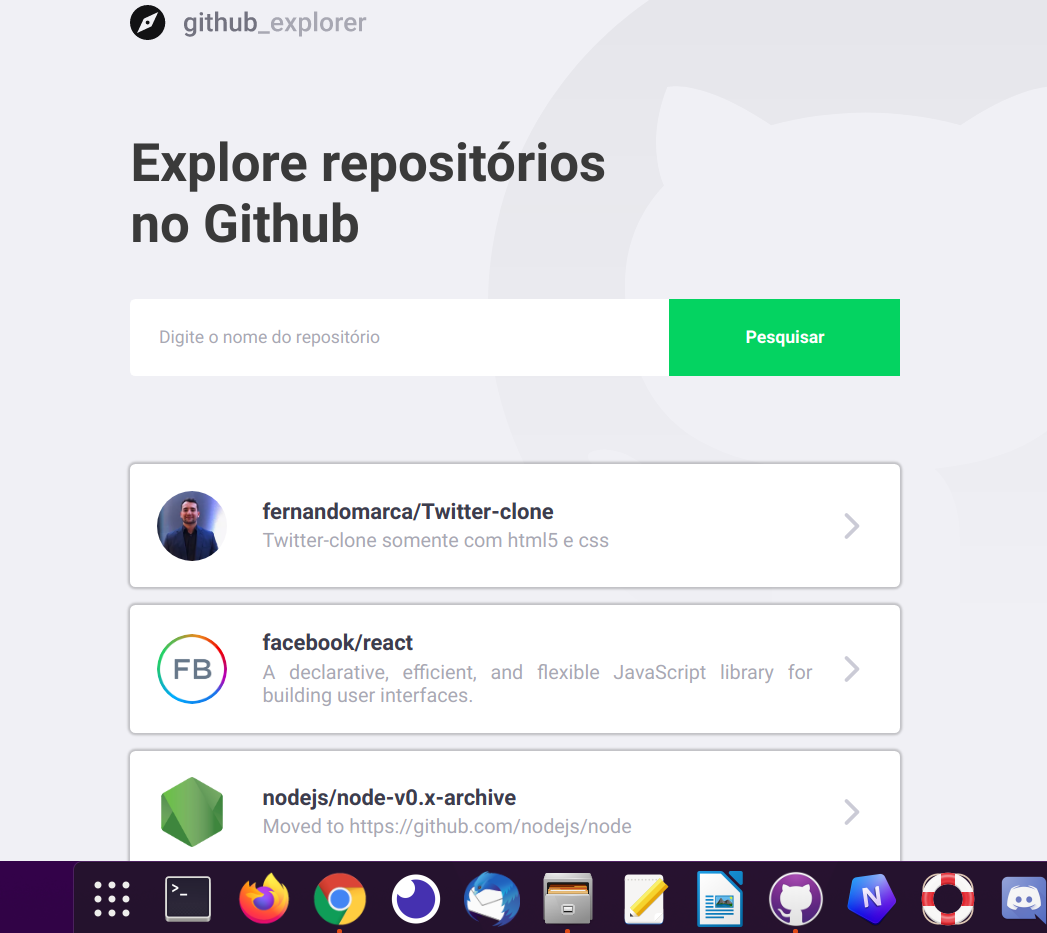 github_explorer
Explore repositórios
no Github
Digite o nome do repositório
Pesquisar
fernandomarca/Twitter-clone
Twitter-clone somente com html5 e css
FB
facebook/react
A declarative, efficient, and flexible JavaScript library for
building user interfaces.
nodejs/node-v0.x-archive
Moved to https://github.com/nodejs/node
>_
N